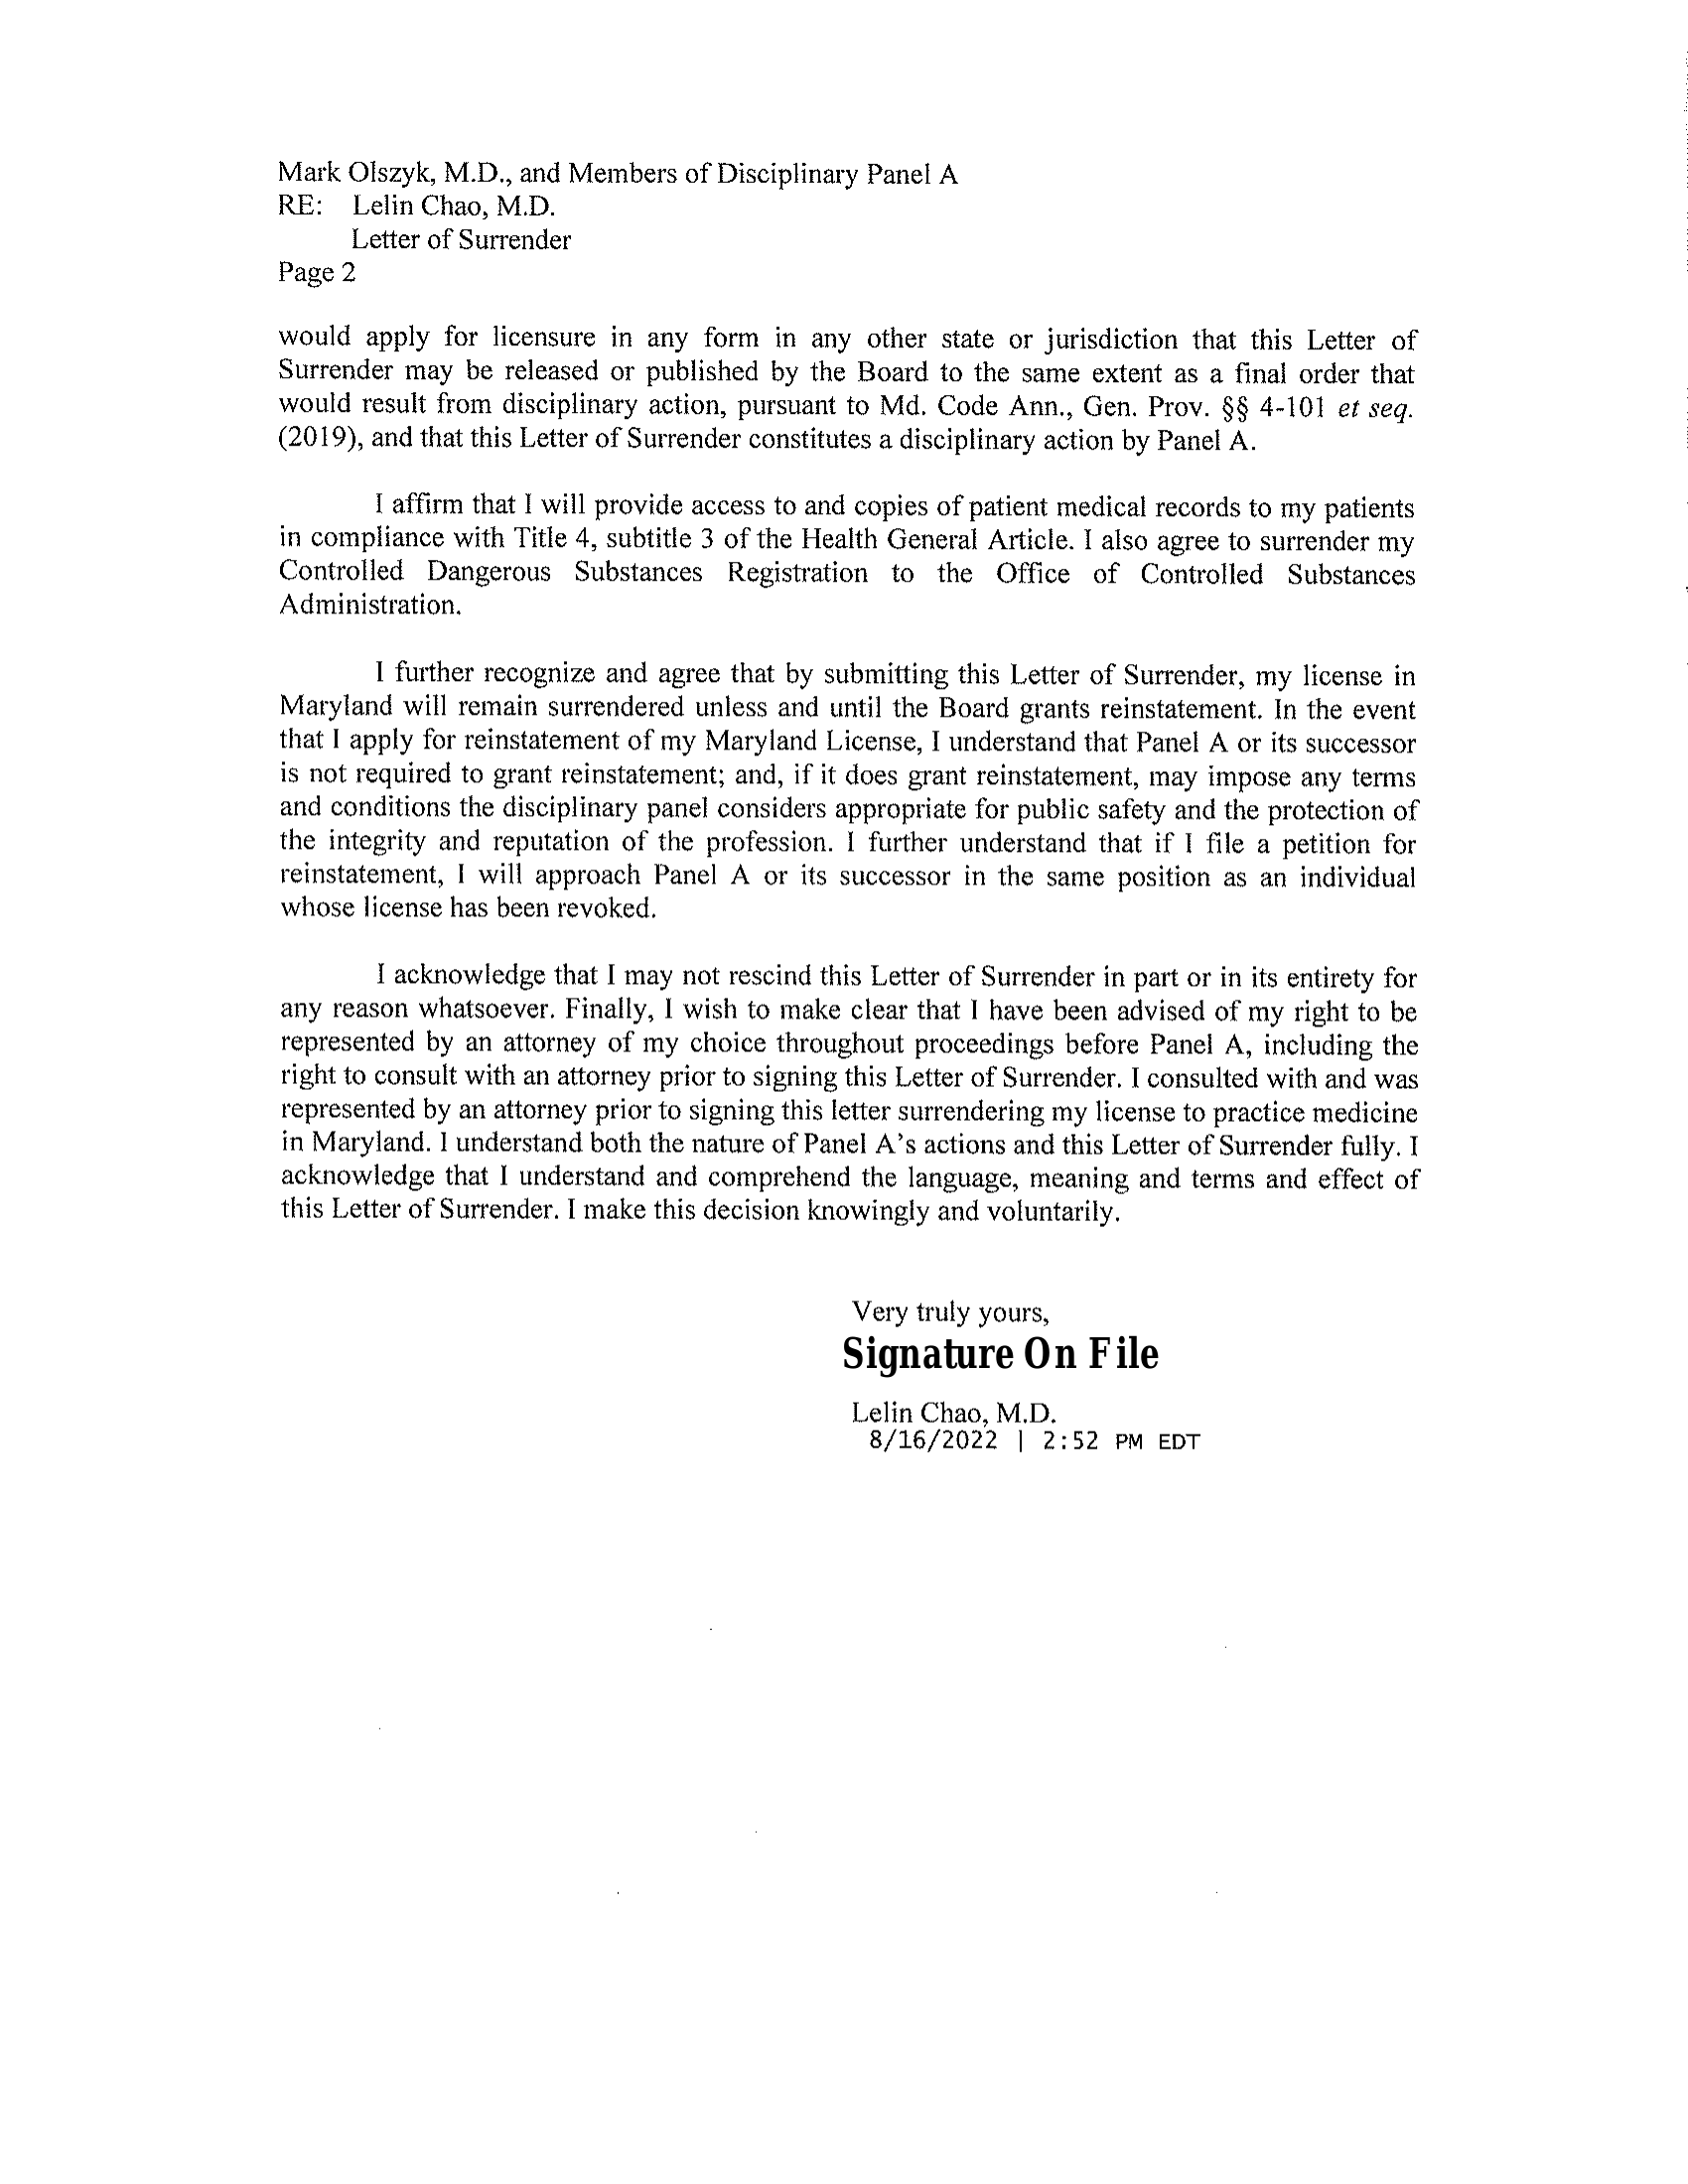 Mark Olszyk, M.D., and Members of Disciplinary Panel A
RE: Lelin Chao, M.D.
Letter of Surrender
Page 2
would apply for licensure in any form in any other state or jurisdiction that this Letter of
Surrender may be released or published by the Board to the same extent as a final order that
would result from disciplinary action, pursuant to Md. Code Ann., Gen. Prov. §§ 4-101 et seq.
(2019), and that this Letter of Surrender constitutes a disciplinary action by Panel A.
I affirm that I will provide access to and copies of patient medical records to my patients
in compliance with Title 4, subtitle 3 of the Health General Article. I also agree to surrender my
Controlled Dangerous Substances Registration to the Office of Controlled Substances
Administration.
I further recognize and agree that by submitting this Letter of Surrender, my license in
Maryland will remain surrendered unless and until the Board grants reinstatement. In the event
that I apply for reinstatement of my Maryland License, I understand that Panel A or its successor
is not required to grant reinstatement; and, if it does grant reinstatement, may impose any terms
and conditions the disciplinary panel considers appropriate for public safety and the protection of
the integrity and reputation of the profession. I further understand that if I file a petition for
reinstatement, I will approach Panel A or its successor in the same position as an individual
whose license has been revoked.
I acknowledge that I may not rescind this Letter of Surrender in part or in its entirety for
any reason whatsoever. Finally, I wish to make clear that I have been advised of my right to be
represented by an attorney of my choice throughout proceedings before Panel A, including the
right to consult with an attorney prior to signing this Letter of Surrender. I consulted with and was
represented by an attorney prior to signing this letter surrendering my license to practice medicine
in Maryland. I understand both the nature of Panel A's actions and this Letter of Surrender fully. I
acknowledge that I understand and comprehend the language, meaning and terms and effect of
this Letter of Surrender. I make this decision knowingly and voluntarily.
Very truly yours,
Signature On File
Lelin Chao, M.D.
8/16/2022 | 2:52 PM EDT